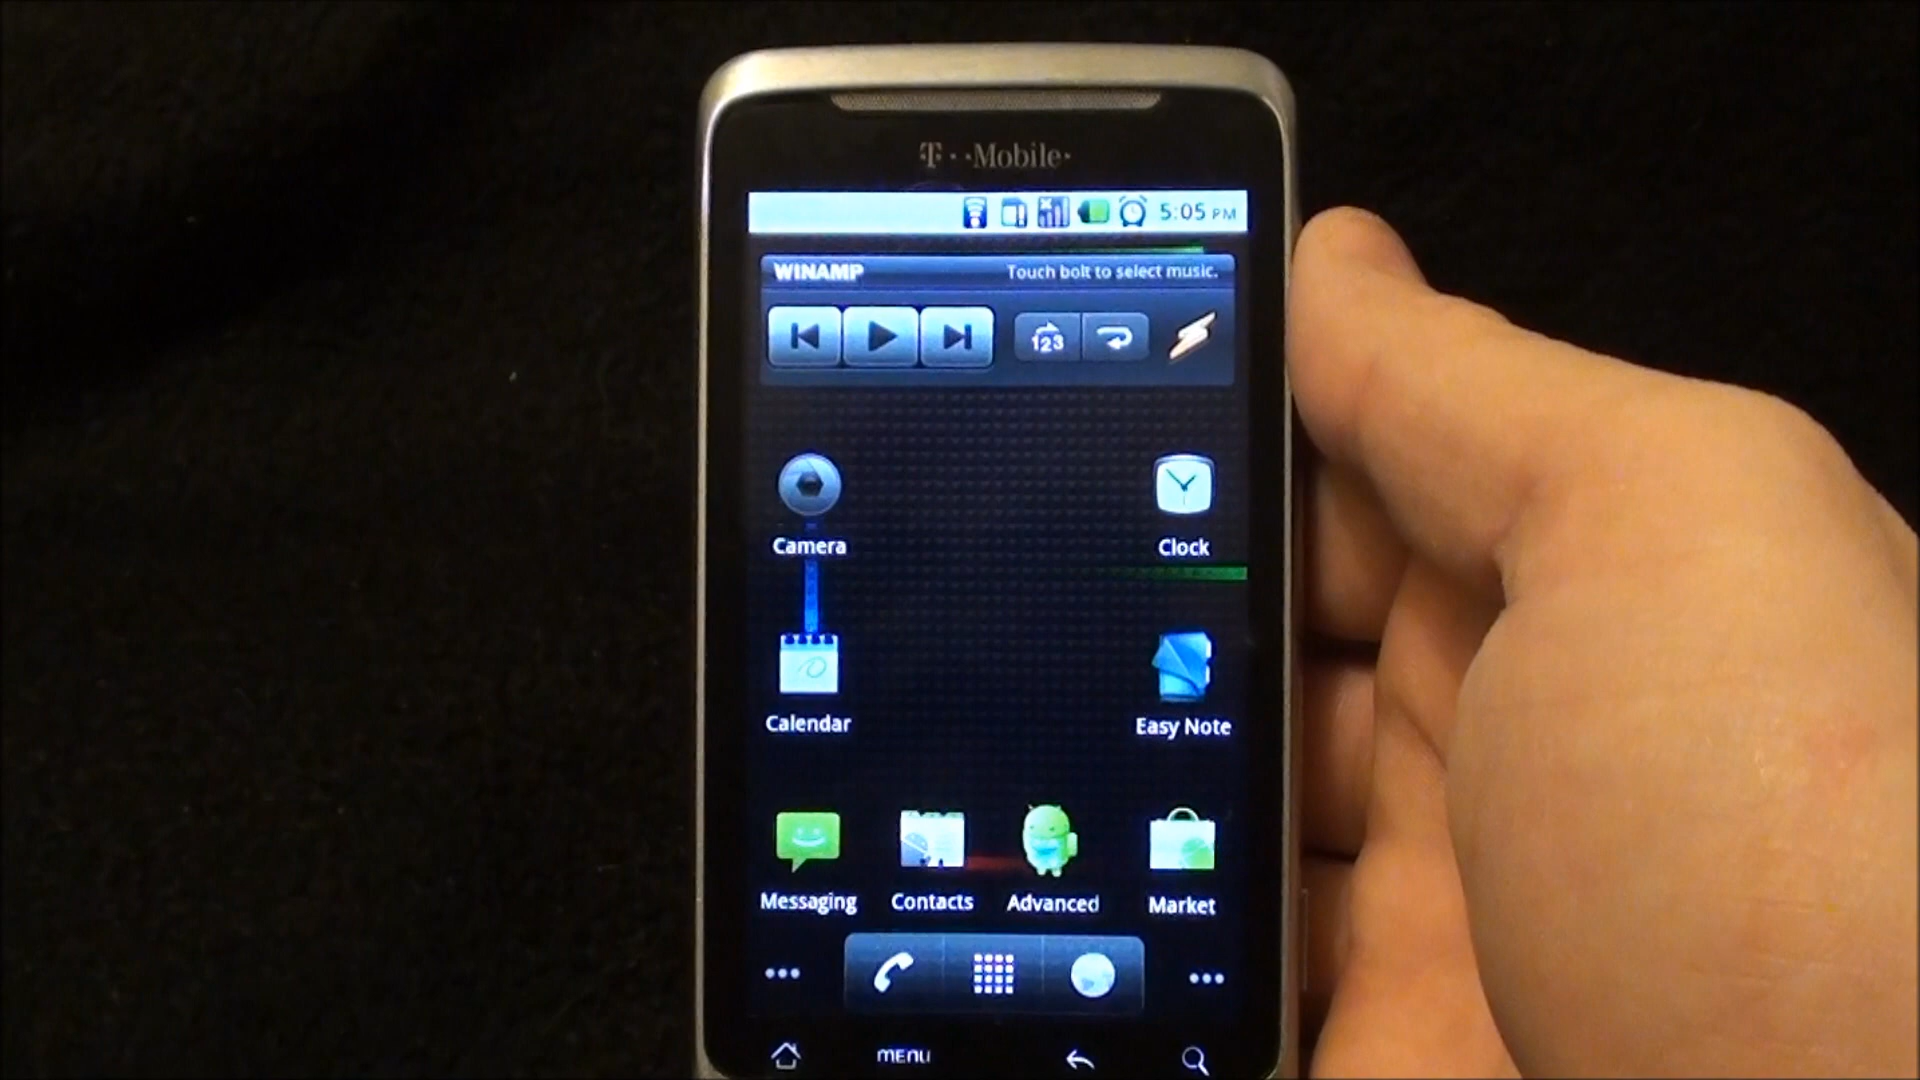 T··Mobile·
5:05 PM
WINAMP Touch bolt to select music.
123
Camera Clock
Calendar Easy Note
Messaging Contacts Advanced Market
MENU